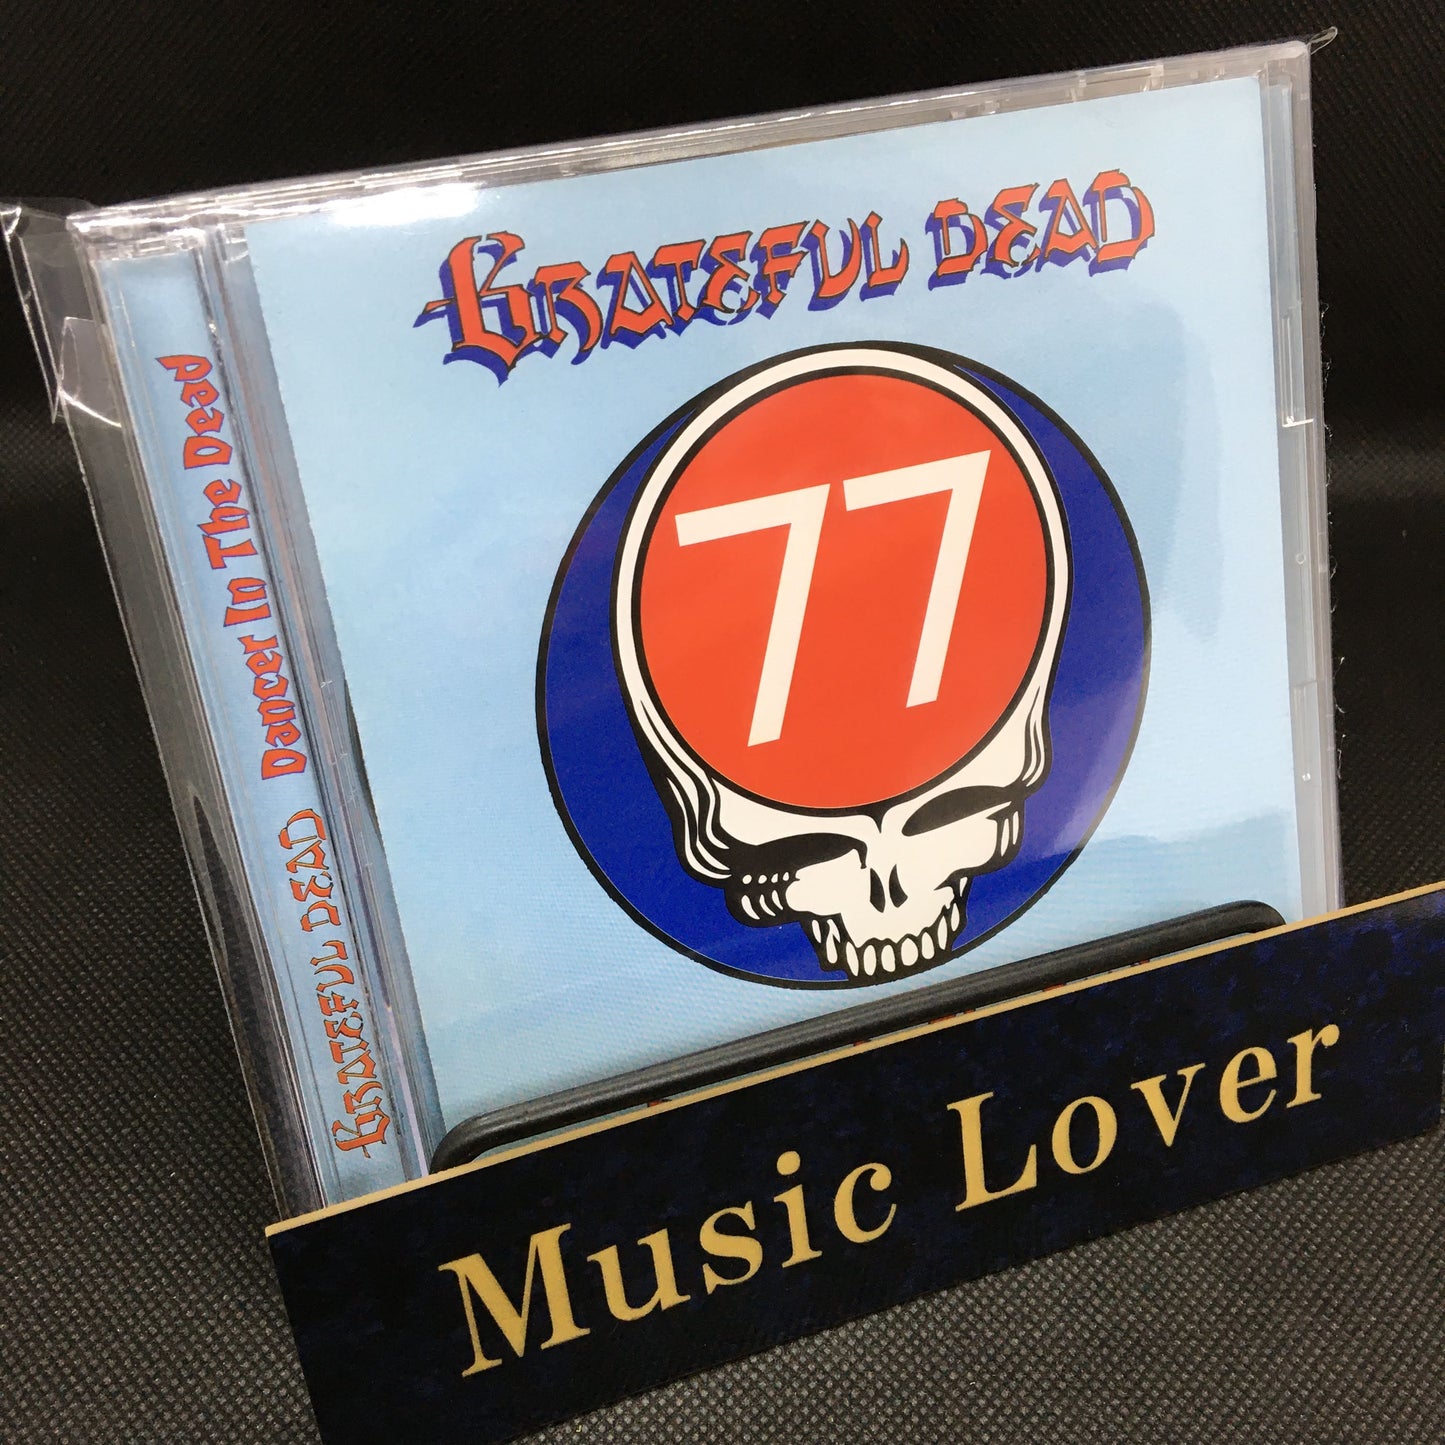 GRATEFUL DEAD
77
GRATEFUL DEAD Dancer In The Dead
Music Lover